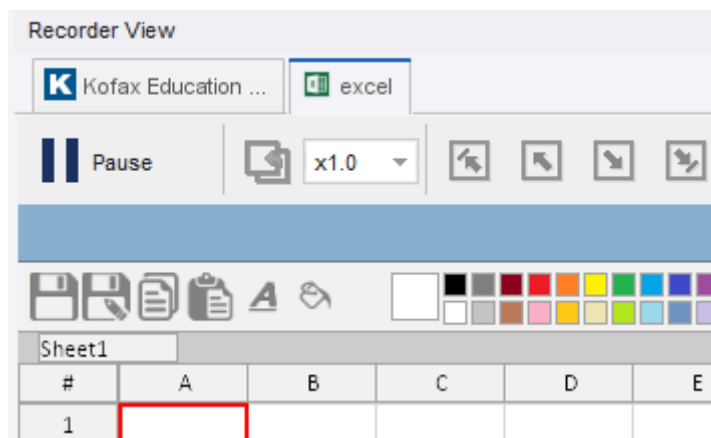 Recorder View
K Kofax Education ... excel
Pause x1.0
A
Sheet1
# A B C D E
1